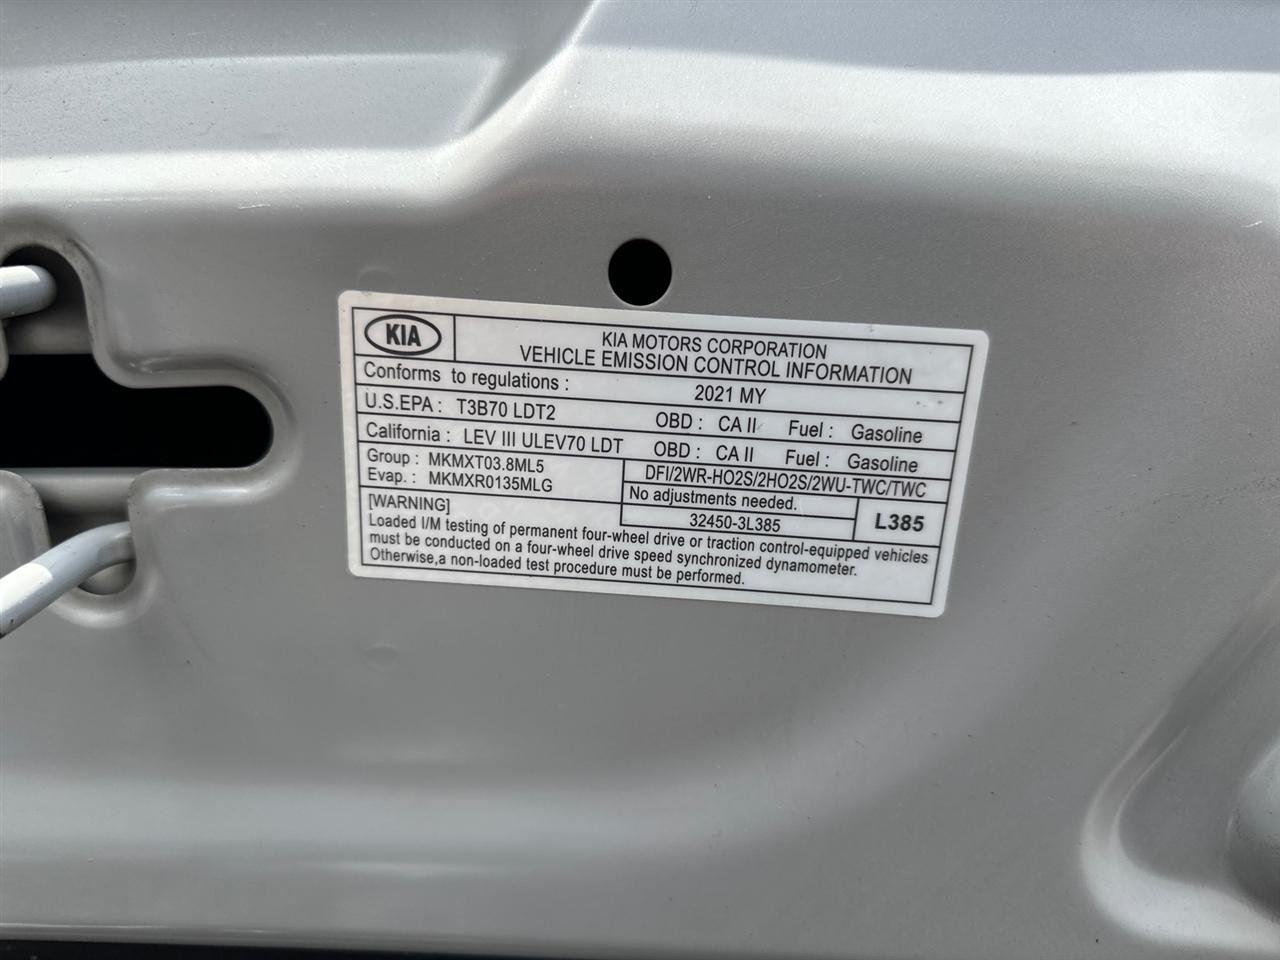 KIA
KIA MOTORS CORPORATION
VEHICLE EMISSION CONTROL INFORMATION
Conforms to regulations : 2021 MY
U.S.EPA : T3B70 LDT2 OBD : CA II Fuel : Gasoline
California : LEV III ULEV70 LDT OBD : CA II Fuel : Gasoline
Group : MKMXT03.8ML5
Evap. : MKMXR0135MLG
DFI/2WR-HO2S/2HO2S/2WU-TWC/TWC
No adjustments needed.
32450-3L385
L385
[WARNING]
Loaded I/M testing of permanent four-wheel drive or traction control-equipped vehicles
must be conducted on a four-wheel drive speed synchronized dynamometer.
Otherwise,a non-loaded test procedure must be performed.